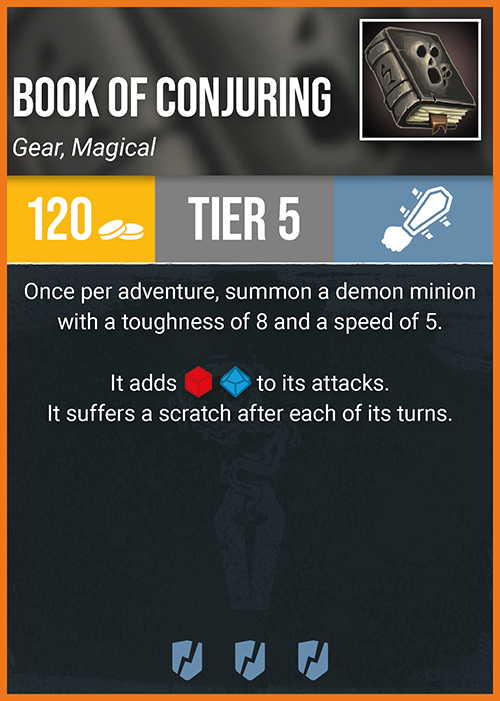 BOOK OF CONJURING
Gear, Magical
120
TIER 5
Once per adventure, summon a demon minion
with a toughness of 8 and a speed of 5.
It adds to its attacks.
It suffers a scratch after each of its turns.